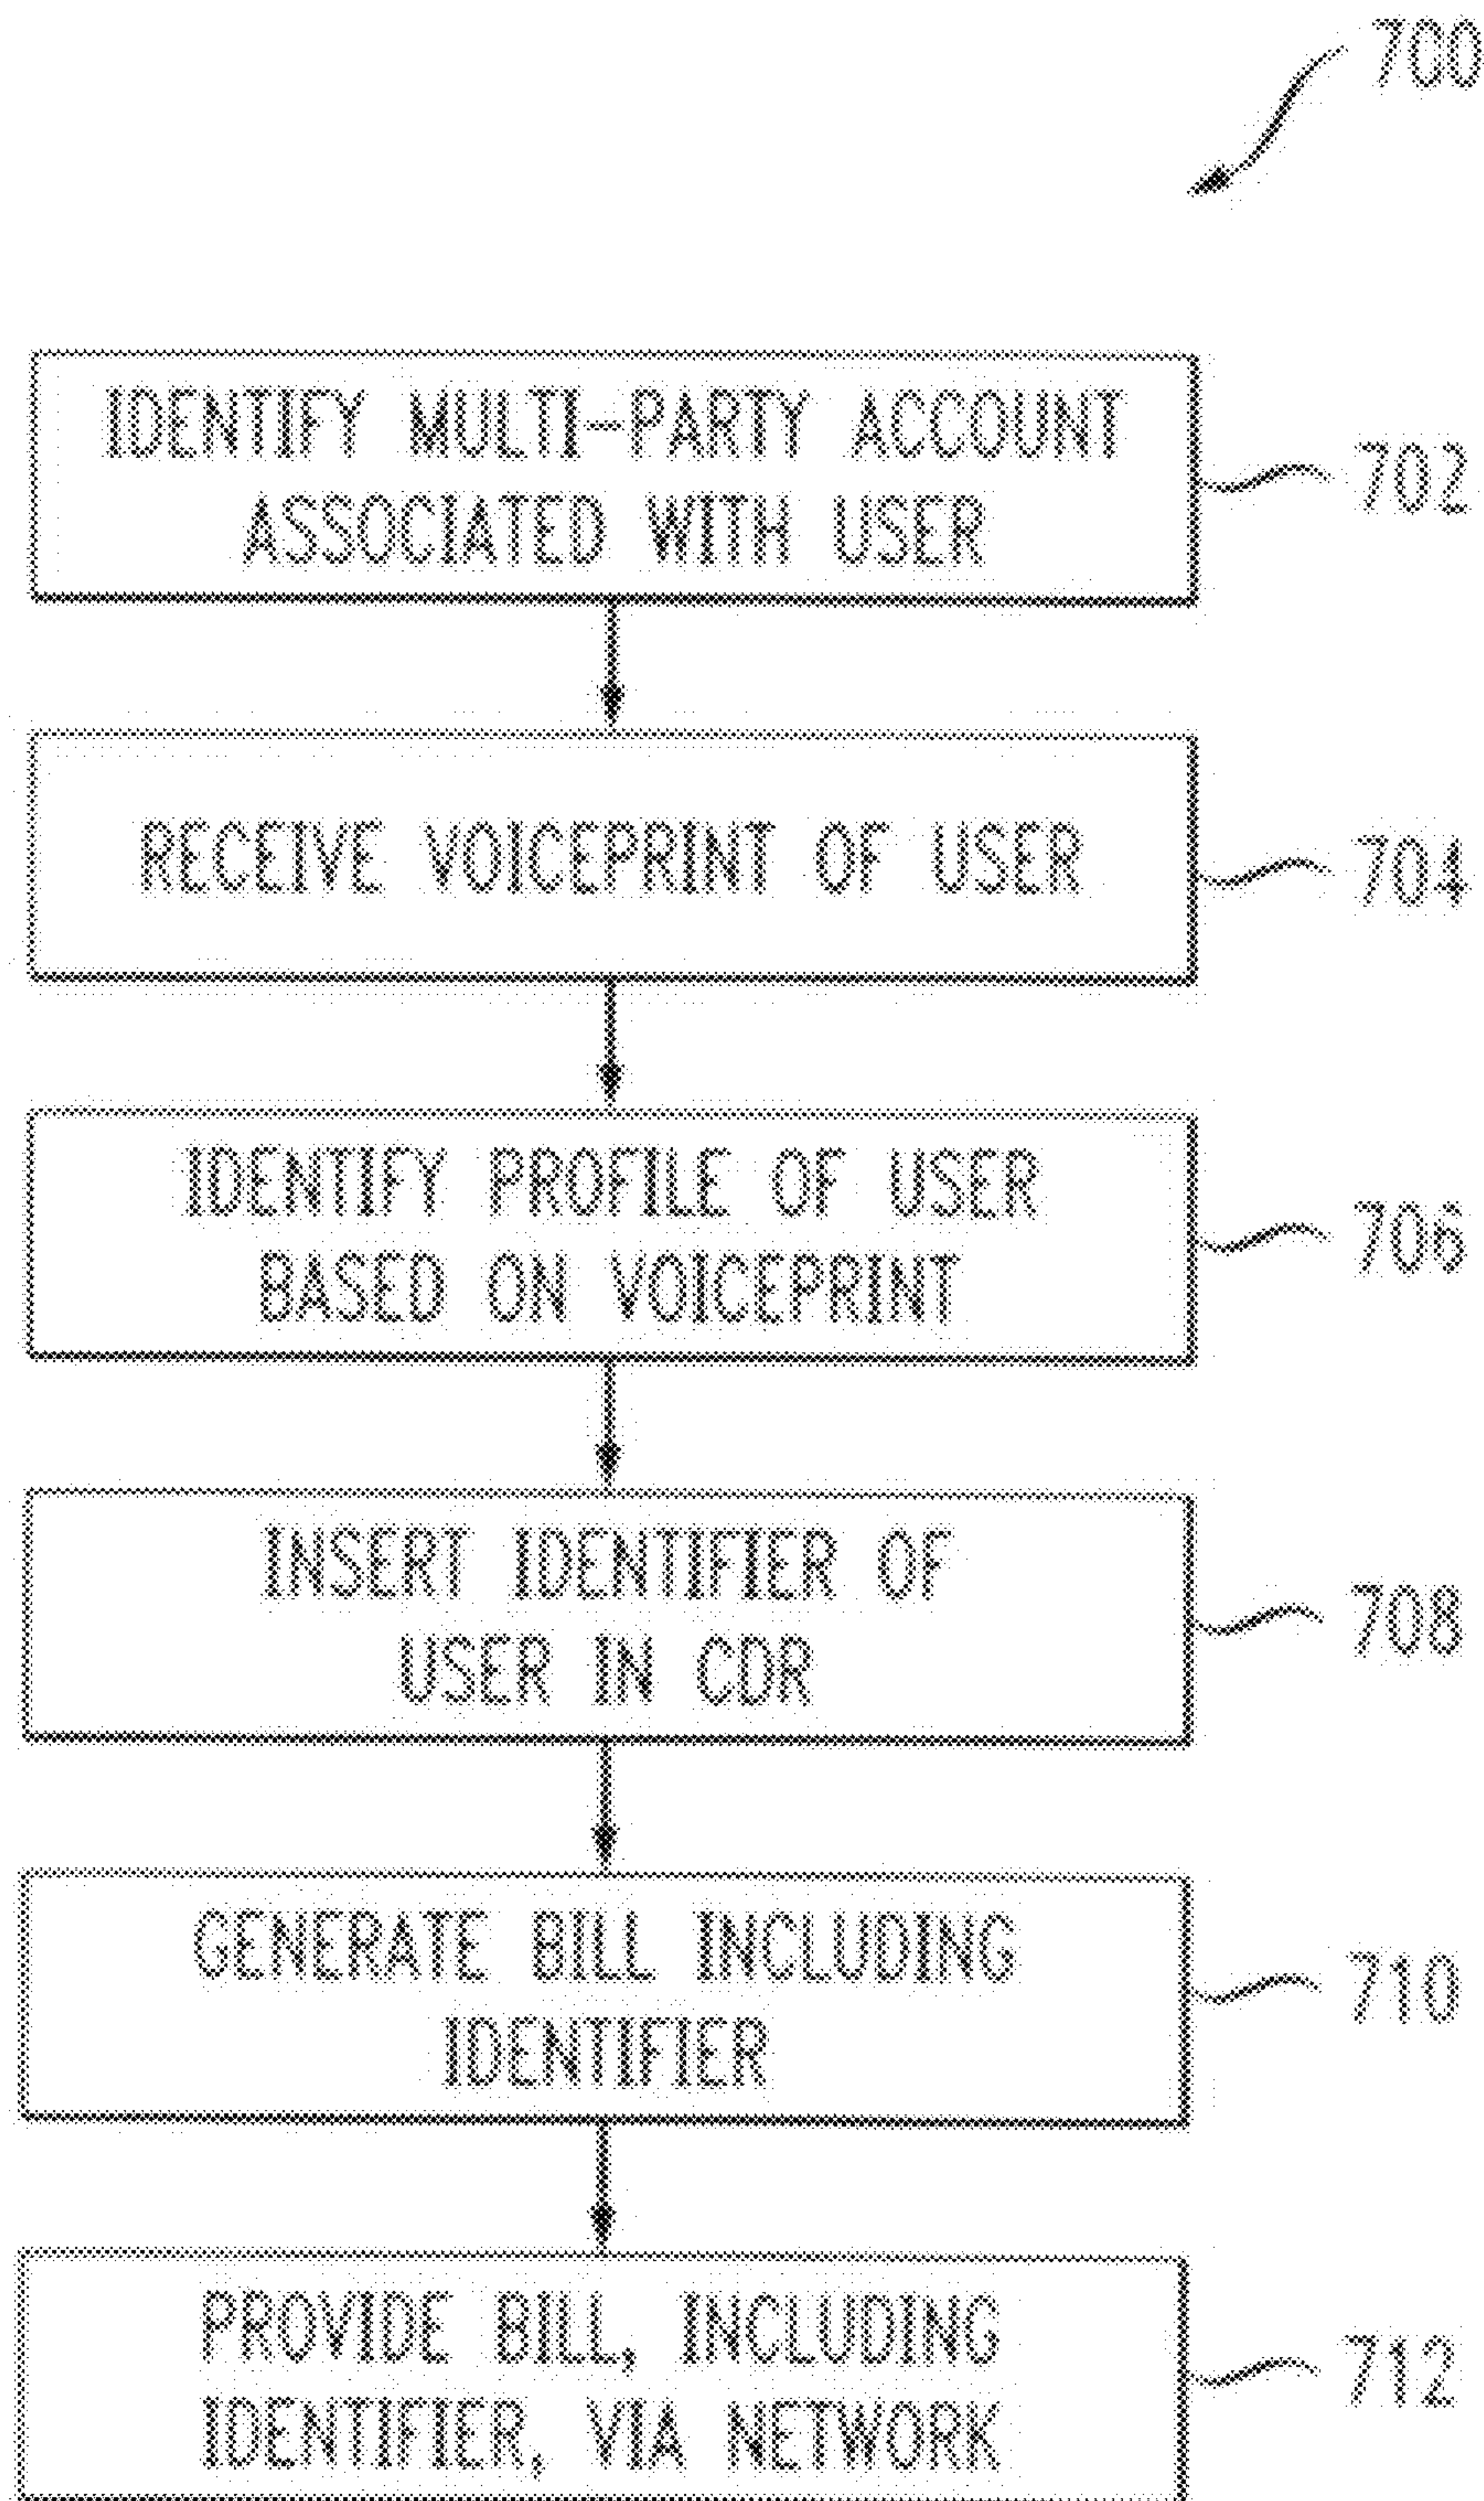 700
IDENTIFY MULTI-PARTY ACCOUNT
ASSOCIATED WITH USER
702
RECEIVE VOICEPRINT OF USER
704
IDENTIFY PROFILE OF USER
BASED ON VOICEPRINT
706
INSERT IDENTIFIER OF
USER IN CDR
708
GENERATE BILL INCLUDING
IDENTIFIER
710
PROVIDE BILL, INCLUDING
IDENTIFIER, VIA NETWORK
712